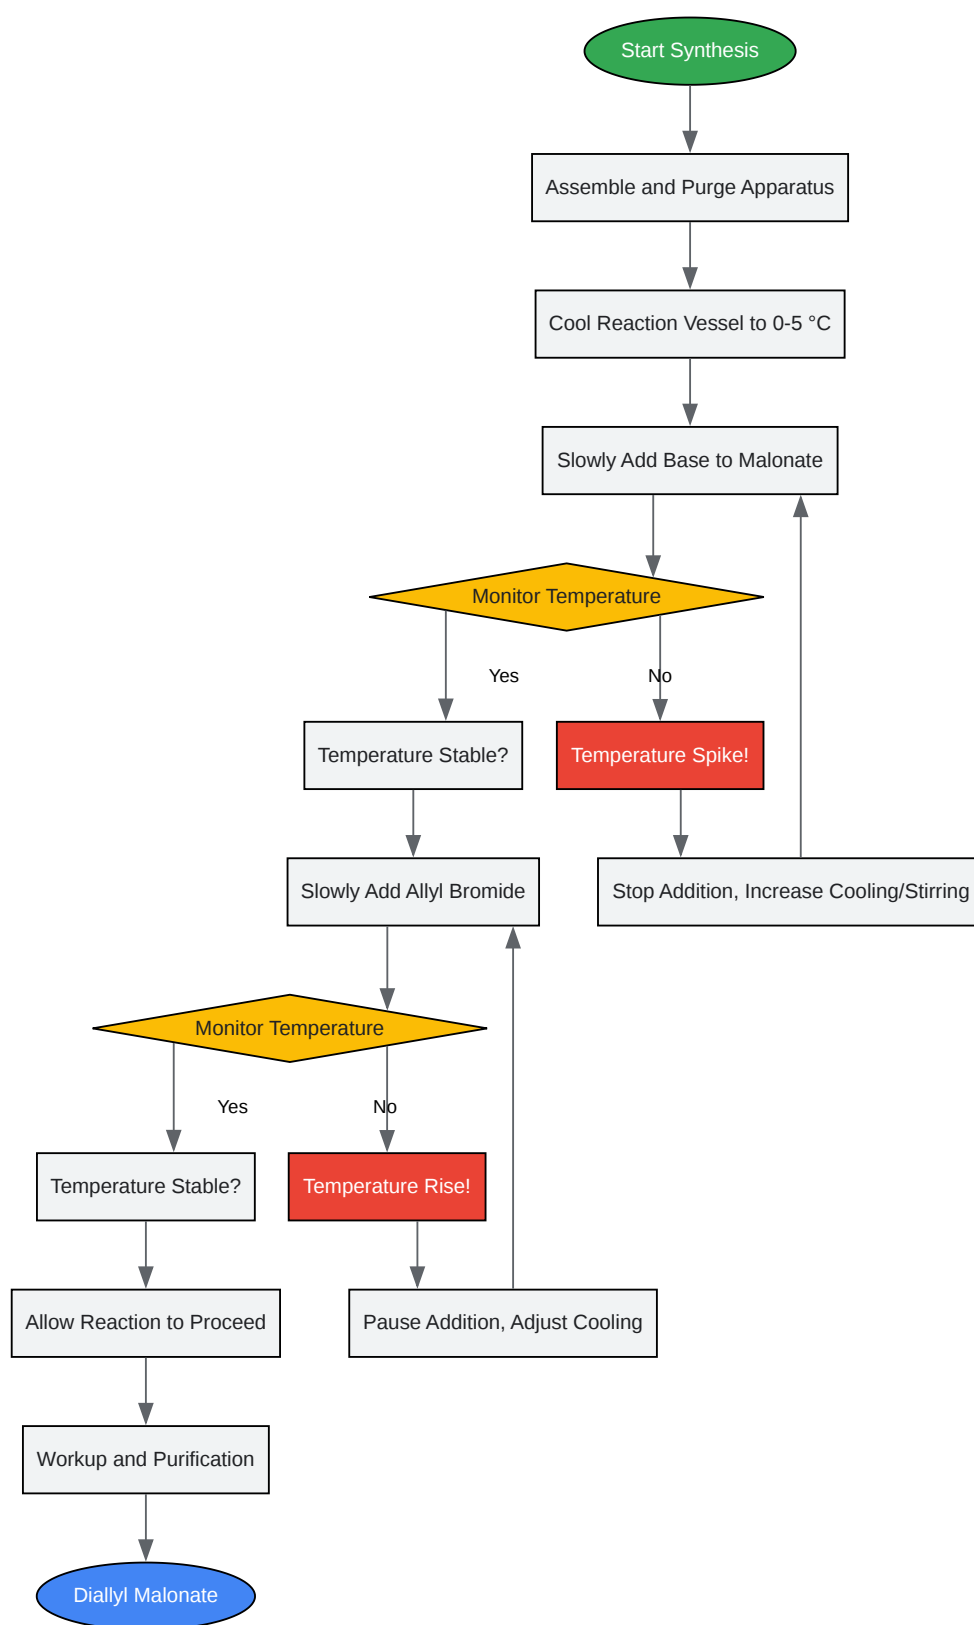 Start Synthesis
Assemble and Purge Apparatus
Cool Reaction Vessel to 0-5 °C
Slowly Add Base to Malonate
Monitor Temperature
Yes
No
Temperature Stable?
Temperature Spike!
Slowly Add Allyl Bromide
Stop Addition, Increase Cooling/Stirring
Monitor Temperature
Yes
No
Temperature Stable?
Temperature Rise!
Allow Reaction to Proceed
Pause Addition, Adjust Cooling
Workup and Purification
Diallyl Malonate